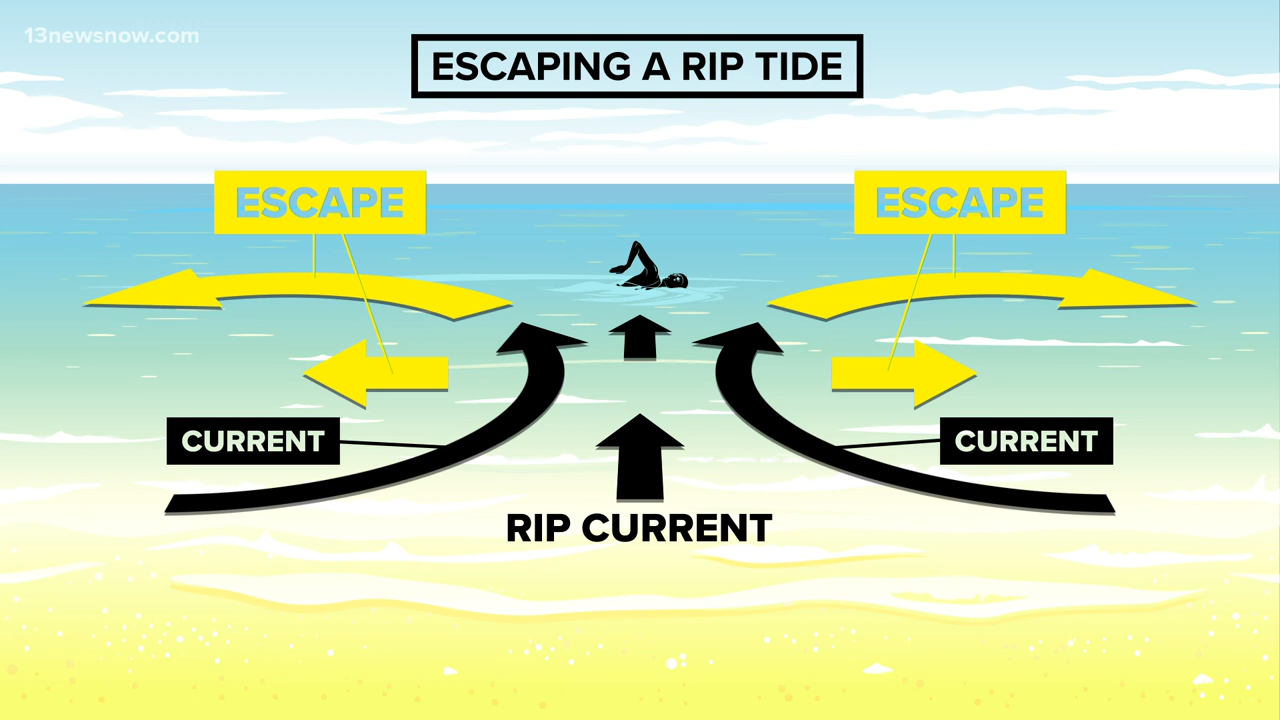 13newsnow.com
ESCAPING A RIP TIDE
ESCAPE
ESCAPE
CURRENT
CURRENT
RIP CURRENT